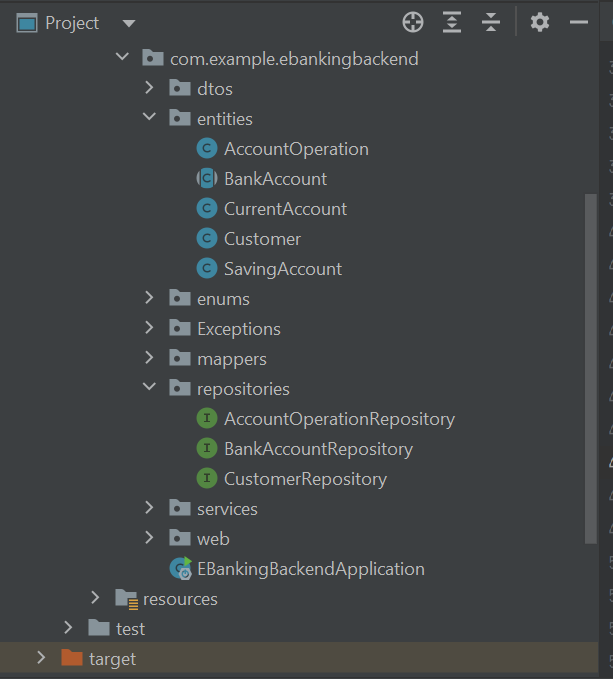 Project
com.example.ebankingbackend
dtos
entities
AccountOperation
BankAccount
CurrentAccount
Customer
SavingAccount
enums
Exceptions
mappers
repositories
AccountOperationRepository
BankAccountRepository
CustomerRepository
services
web
EBankingBackendApplication
resources
test
target